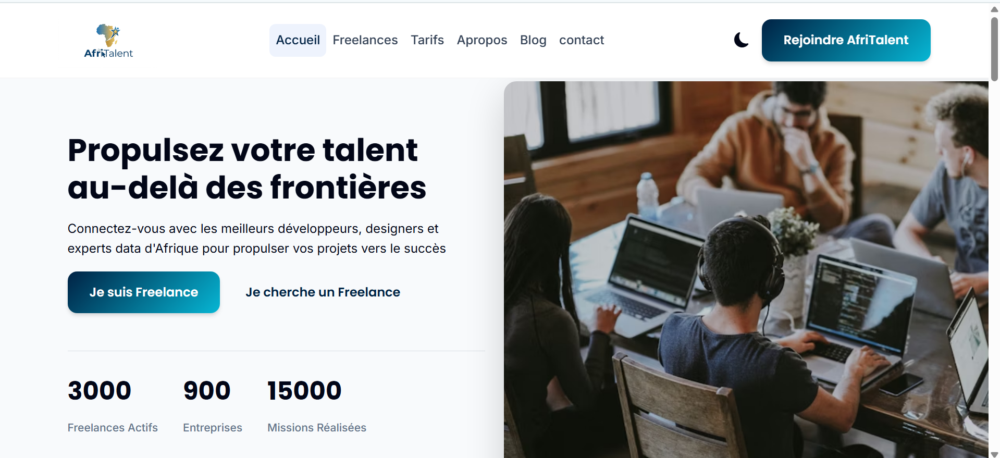 AfriTalent
Accueil
Freelances
Tarifs
Apropos
Blog
contact
Rejoindre AfriTalent
Propulsez votre talent
au-delà des frontières
Connectez-vous avec les meilleurs développeurs, designers et
experts data d'Afrique pour propulser vos projets vers le succès
Je suis Freelance
Je cherche un Freelance
3000
900
15000
Freelances Actifs
Entreprises
Missions Réalisées